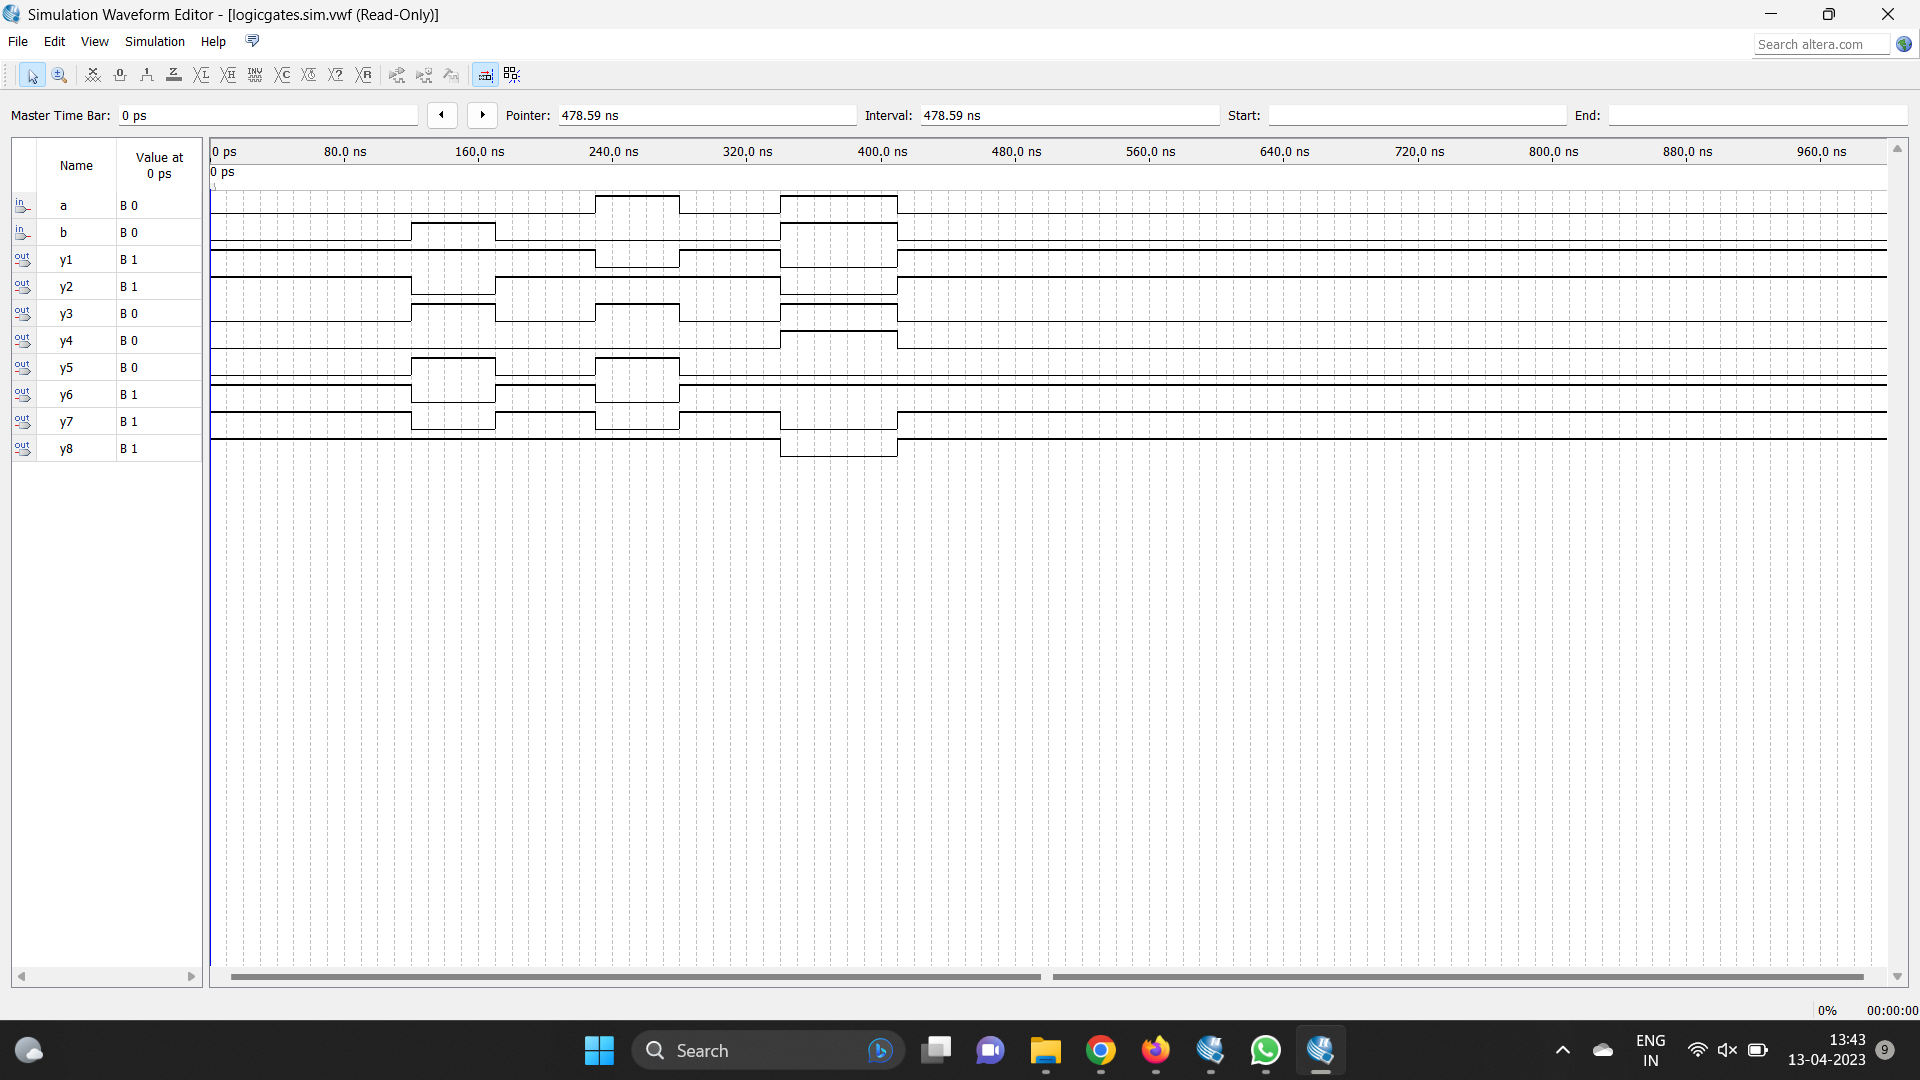 Simulation Waveform Editor - [logicgates.sim.vwf (Read-Only)]
File Edit View Simulation Help
Search altera.com
Master Time Bar: 0 ps Pointer: 478.59 ns Interval: 478.59 ns Start: End:
Name Value at 0 ps
0 ps 80.0 ns 160.0 ns 240.0 ns 320.0 ns 400.0 ns 480.0 ns 560.0 ns 640.0 ns 720.0 ns 800.0 ns 880.0 ns 960.0 ns
0 ps
in a B 0
in b B 0
out y1 B 1
out y2 B 1
out y3 B 0
out y4 B 0
out y5 B 0
out y6 B 1
out y7 B 1
out y8 B 1
0% 00:00:00
Search
ENG
IN
13:43
13-04-2023
9